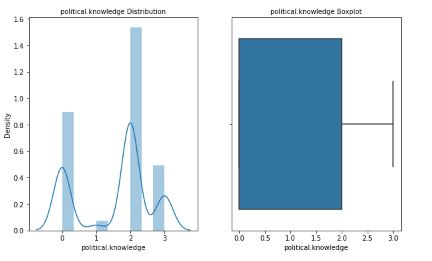 political.knowledge Distribution
1.6
1.4
1.2
1.0
0.8
0.6
0.4
0.2
0.0
Density
0 1 2 3
political.knowledge
political.knowledge Boxplot
0.0 0.5 1.0 1.5 2.0 2.5 3.0
political.knowledge